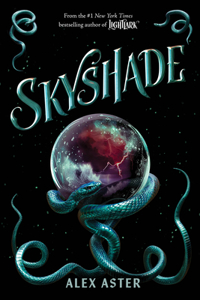 From the #1 New York Times
bestselling author of LIGHTLARK
SKYSHADE
ALEX ASTER